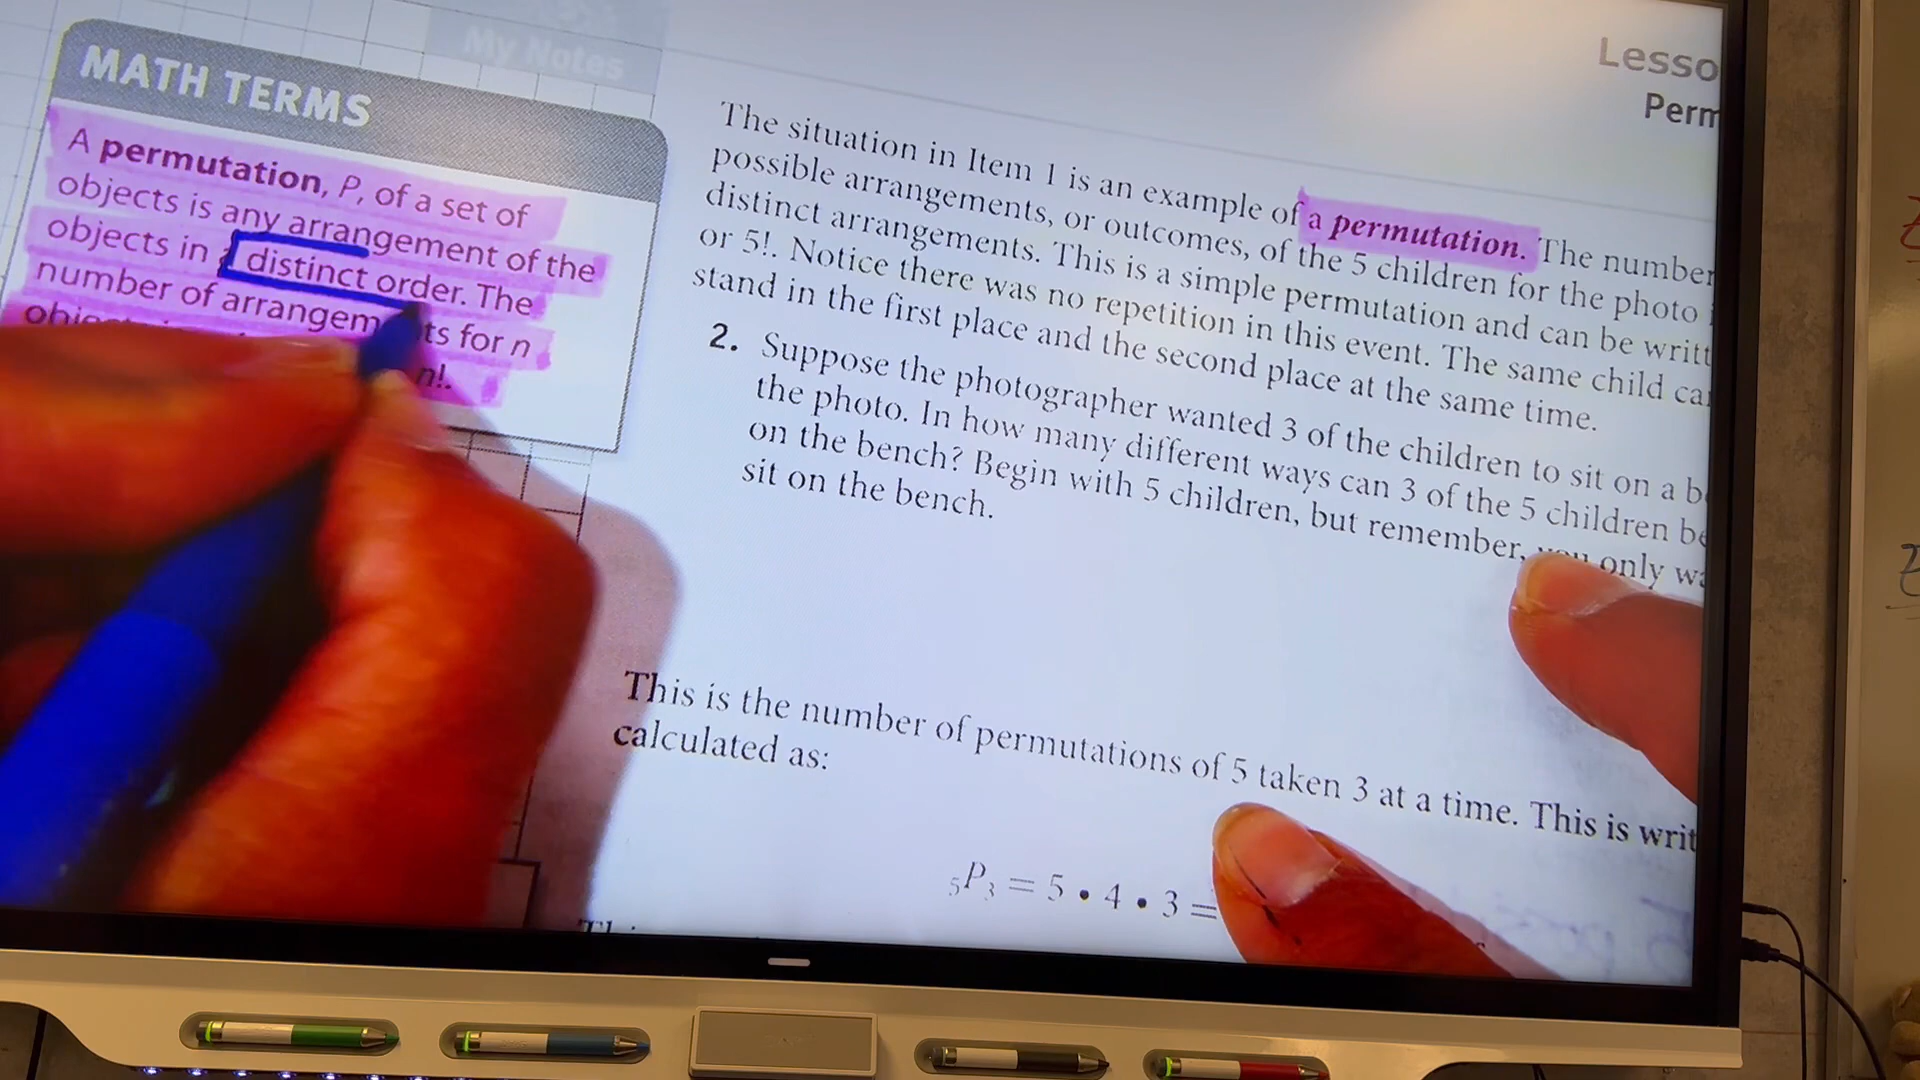 My Notes
MATH TERMS
A permutation, P, of a set of
objects is any arrangement of the
objects in a distinct order. The
number of arrangements for n
n!.
Lesso
Perm
The situation in Item 1 is an example of a permutation. The number
possible arrangements, or outcomes, of the 5 children for the photo
distinct arrangements. This is a simple permutation and can be writt
or 5!. Notice there was no repetition in this event. The same child ca
stand in the first place and the second place at the same time.
2. Suppose the photographer wanted 3 of the children to sit on a b
the photo. In how many different ways can 3 of the 5 children be
on the bench? Begin with 5 children, but remember, you only wa
sit on the bench.
This is the number of permutations of 5 taken 3 at a time. This is writ
calculated as:
₅P₃ = 5 • 4 • 3 =